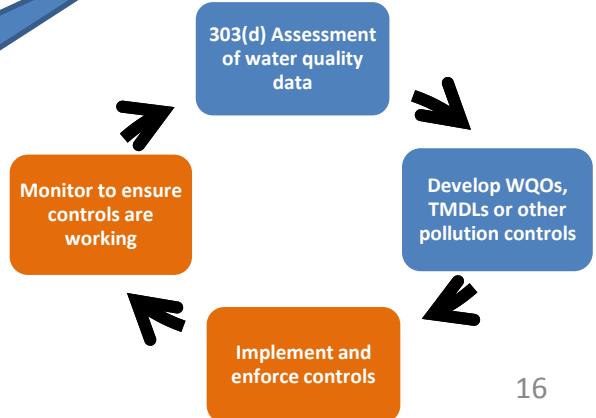 303(d) Assessment
of water quality
data
Develop WQOs,
TMDLs or other
pollution controls
Implement and
enforce controls
Monitor to ensure
controls are
working
16